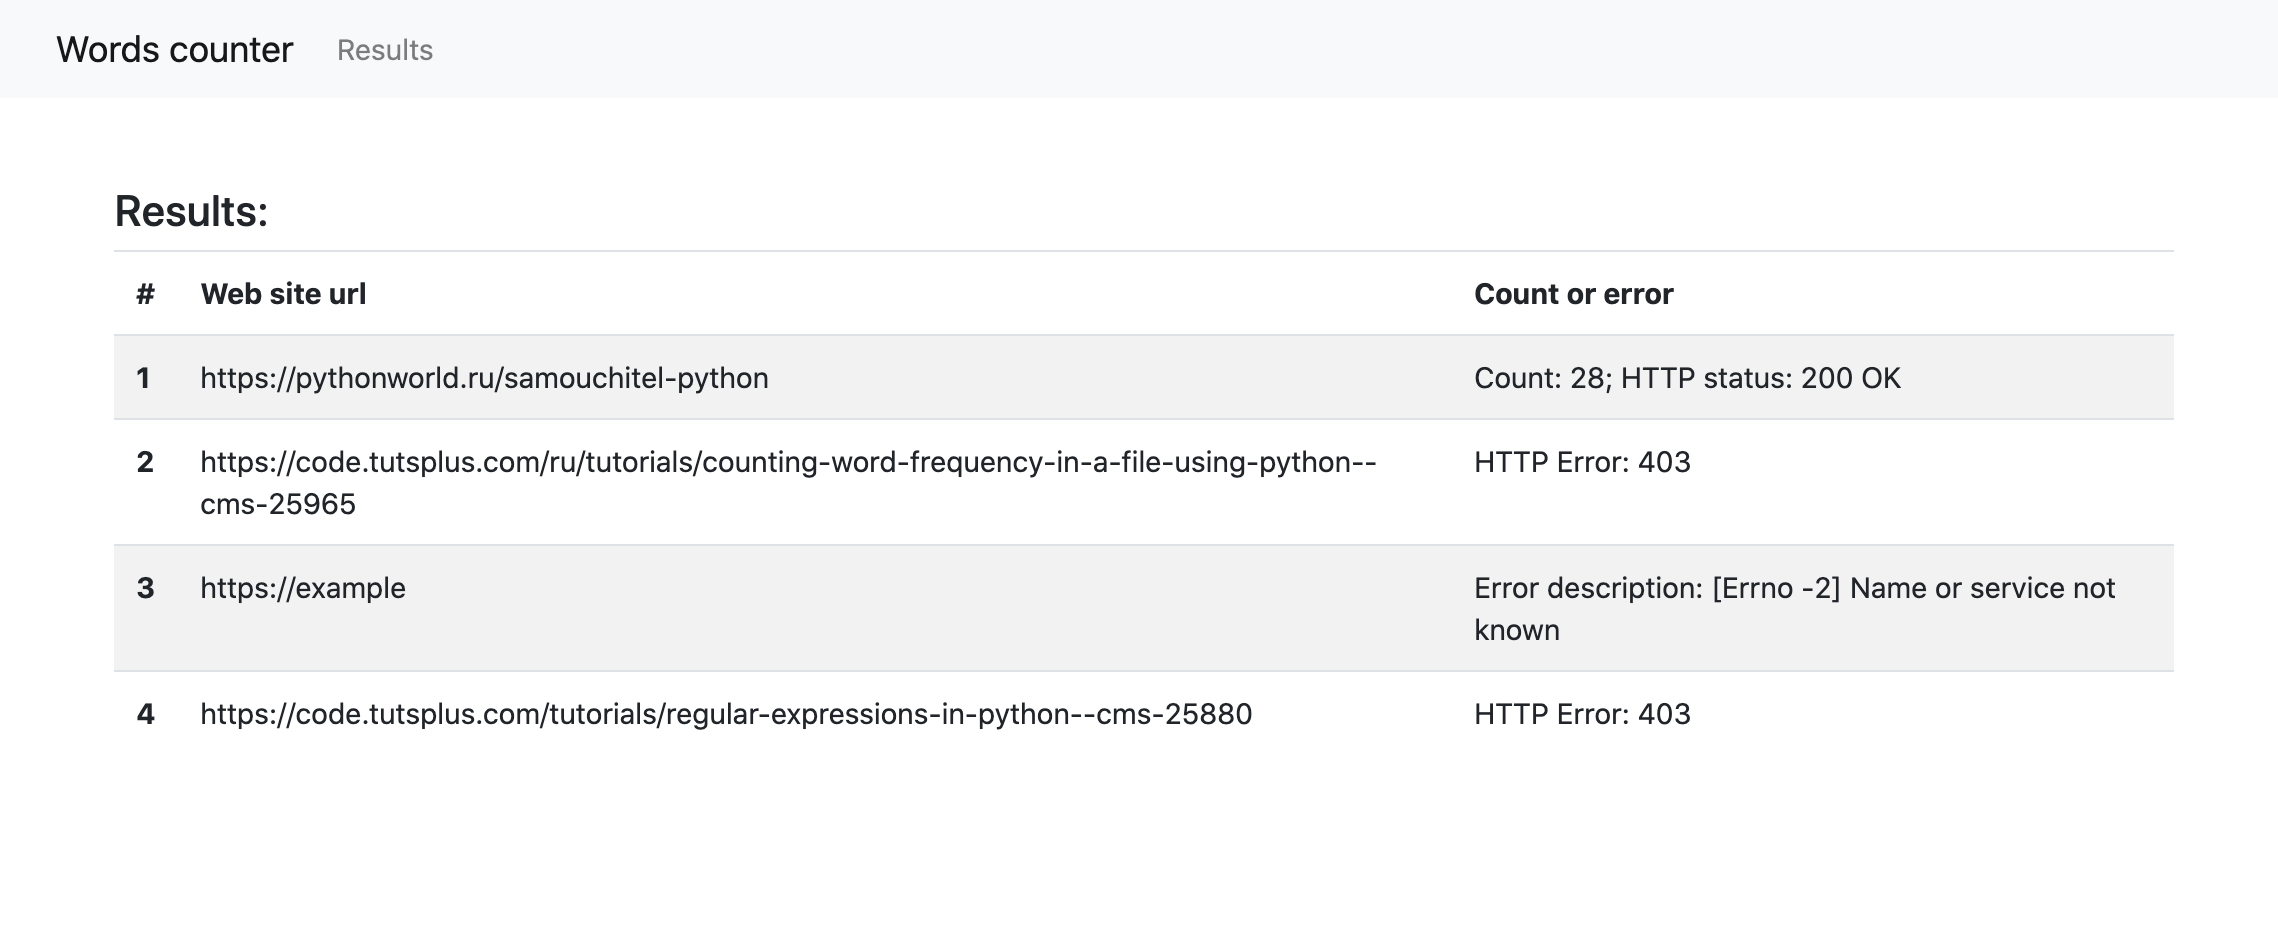 Words counter Results
Results:
# Web site url Count or error
1 https://pythonworld.ru/samouchitel-python Count: 28; HTTP status: 200 OK
2 https://code.tutsplus.com/ru/tutorials/counting-word-frequency-in-a-file-using-python-- HTTP Error: 403
cms-25965
3 https://example Error description: [Errno -2] Name or service not
known
4 https://code.tutsplus.com/tutorials/regular-expressions-in-python--cms-25880 HTTP Error: 403